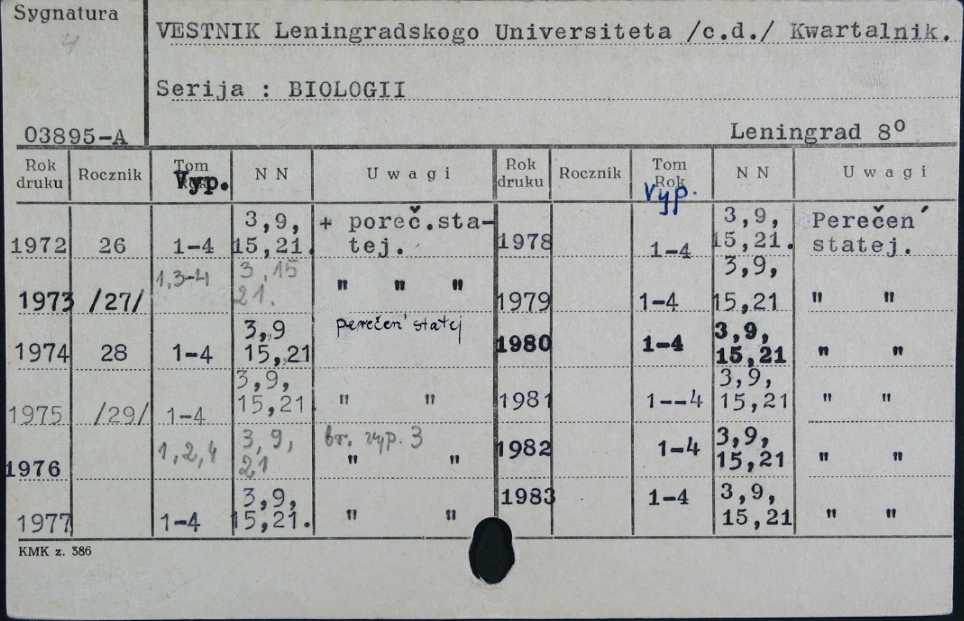 Sygnatura
4
VESTNIK Leningradskogo Universiteta /c.d./ Kwartalnik.
Serija : BIOLOGII
03895-A
Leningrad 8⁰
Rok druku Rocznik Tom Vyp. N N Uwagi Rok druku Rocznik Tom Rok Vyp. N N Uwagi
1972 26 1-4 3,9, 15,21. + poreč.sta- tej.
1973 /27/ 1,3-4 3,15 21. " " "
1974 28 1-4 3,9 15,21 perečen' statej
1975 /29/ 1-4 3,9, 15,21 " "
1976 1,2,4 3,9, 21 br. vyp. 3 " "
1977 1-4 3,9, 15,21. " "
1978 1-4 3,9, 15,21. Perečen' statej.
1979 1-4 3,9, 15,21 " "
1980 1-4 3,9, 15,21 " "
1981 1--4 3,9, 15,21 " "
1982 1-4 3,9, 15,21 " "
1983 1-4 3,9, 15,21 " "
KMK z. 386